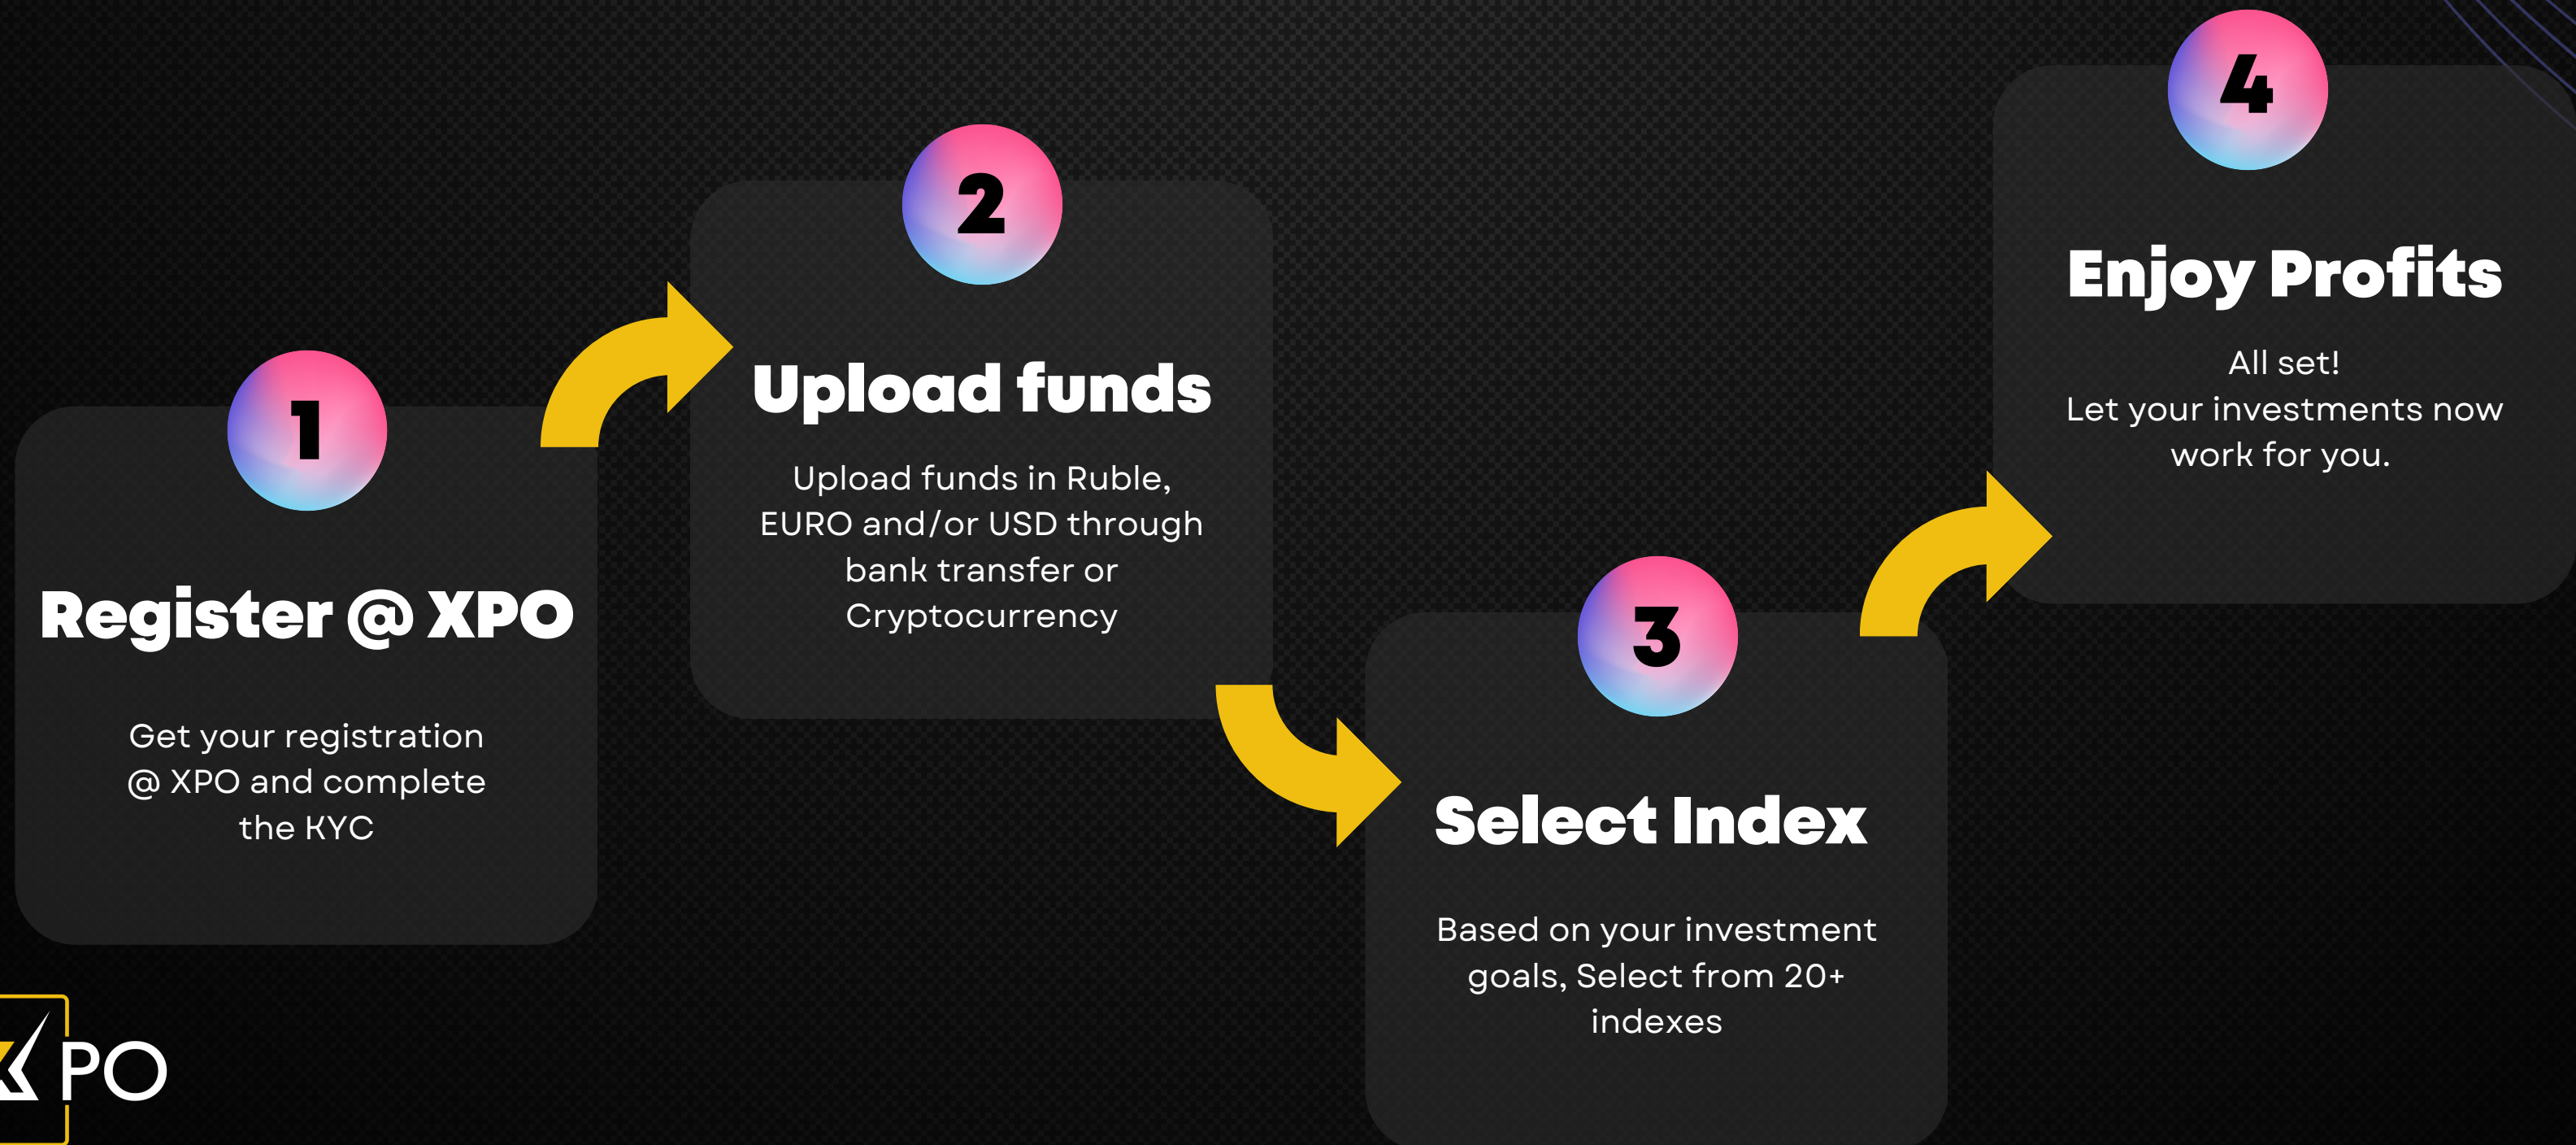 1
Register @ XPO
Get your registration
@ XPO and complete
the KYC
2
Upload funds
Upload funds in Ruble,
EURO and/or USD through
bank transfer or
Cryptocurrency
3
Select Index
Based on your investment
goals, Select from 20+
indexes
4
Enjoy Profits
All set!
Let your investments now
work for you.
XPO